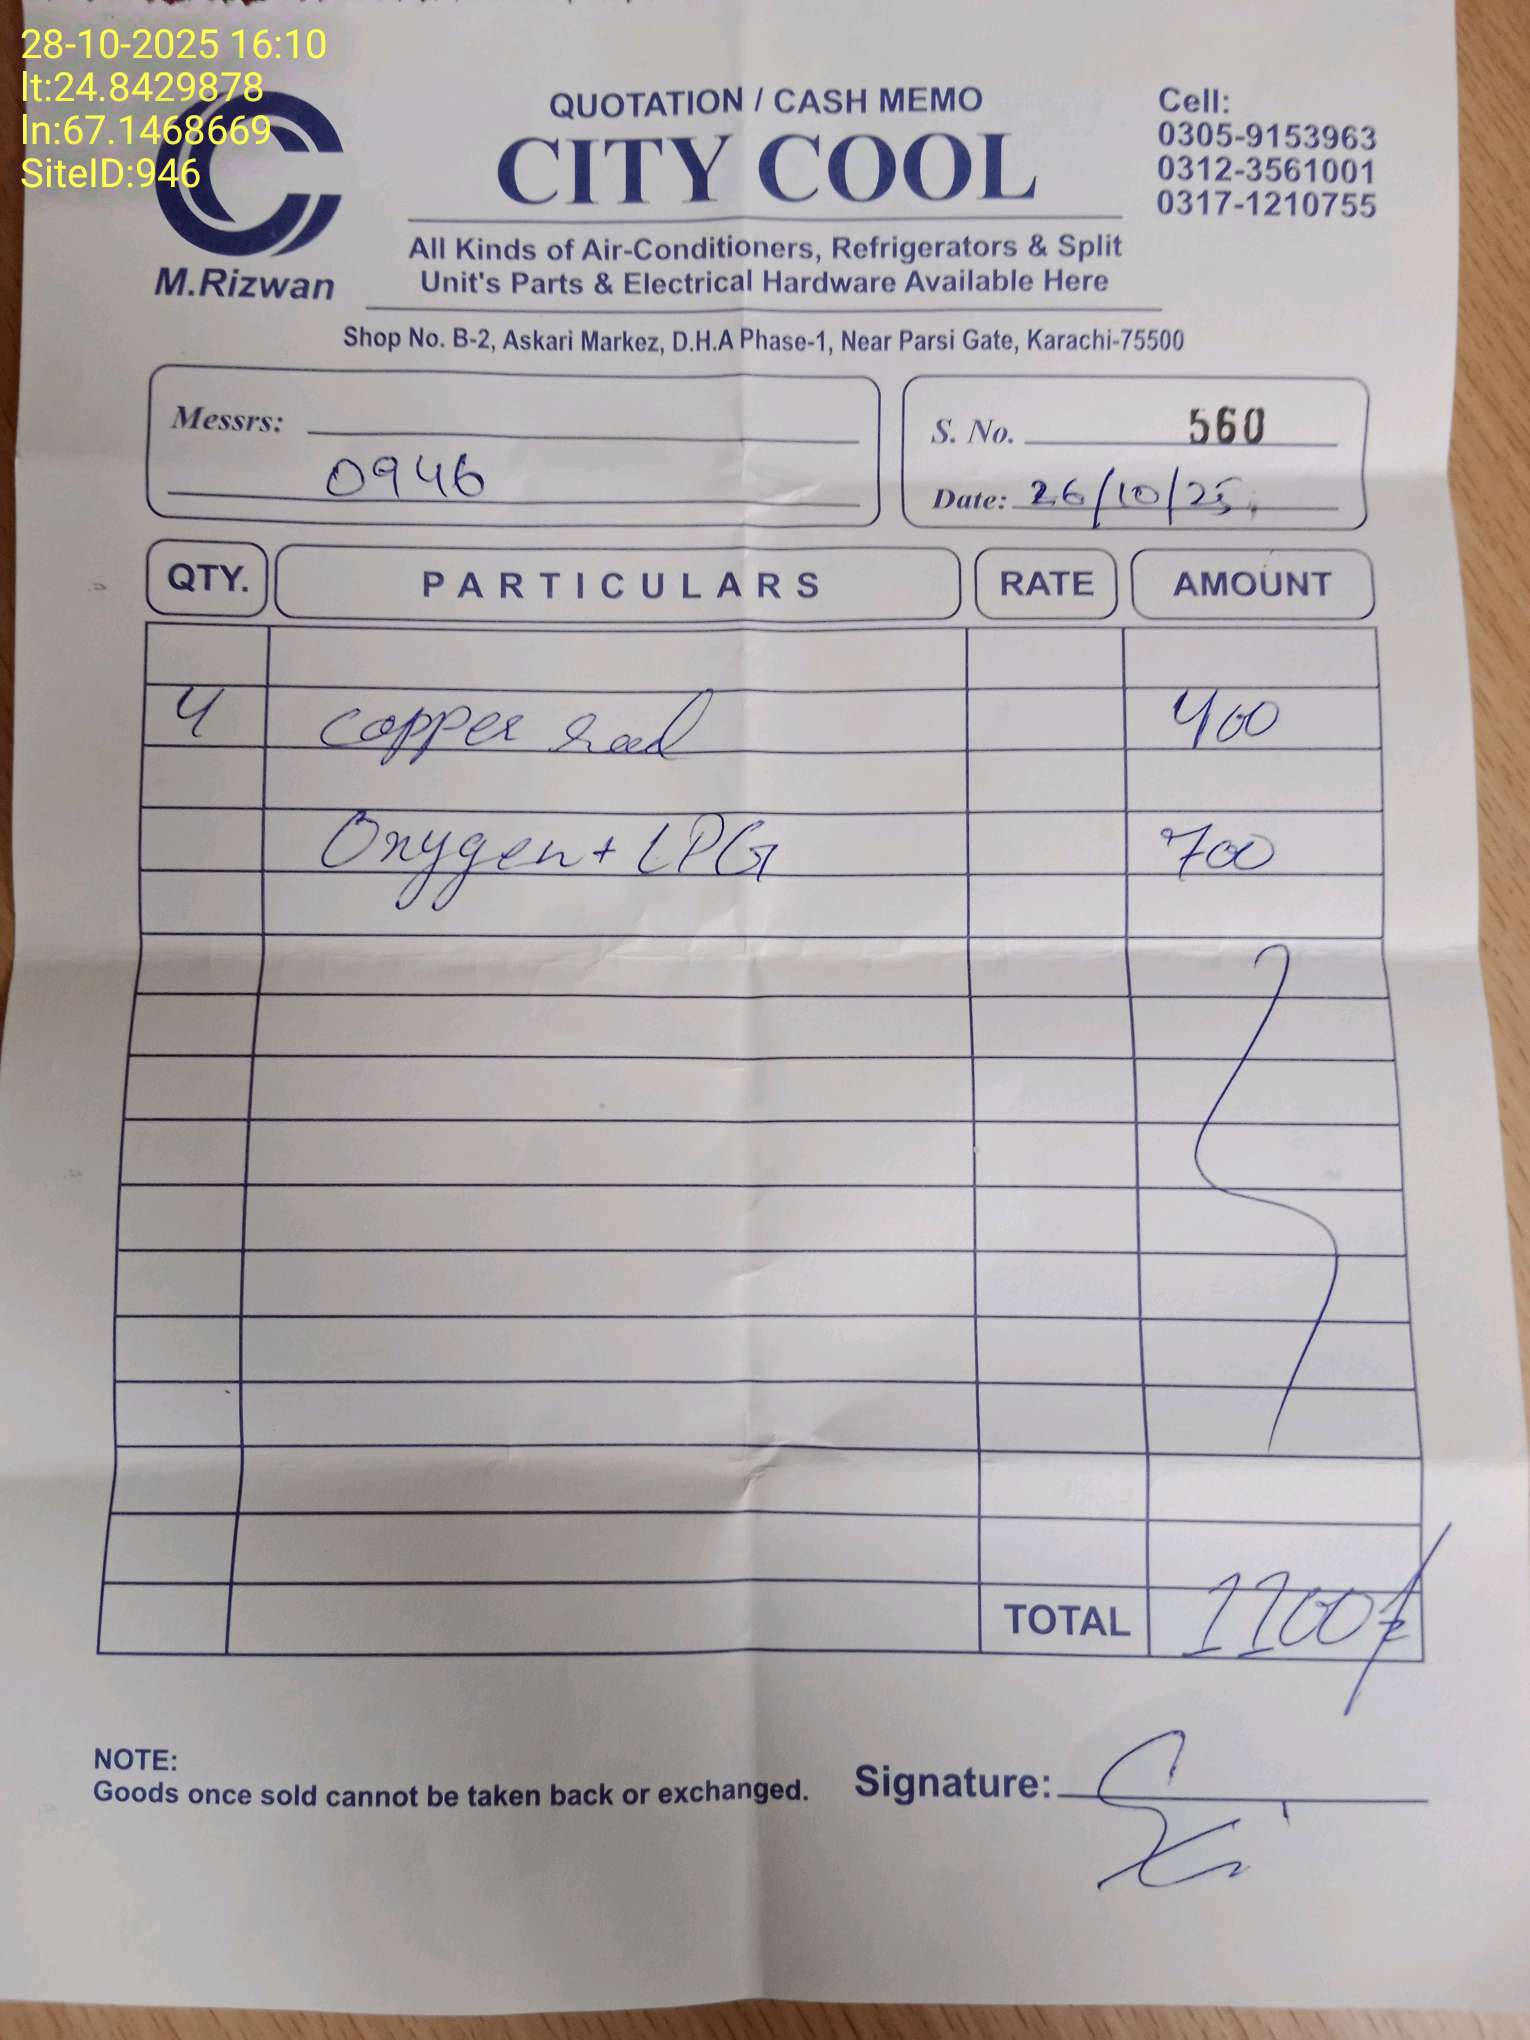 28-10-2025 16:10
lt:24.8429878
ln:67.1468669
SiteID:946
M.Rizwan
QUOTATION / CASH MEMO
CITY COOL
All Kinds of Air-Conditioners, Refrigerators & Split
Unit's Parts & Electrical Hardware Available Here
Cell:
0305-9153963
0312-3561001
0317-1210755
Shop No. B-2, Askari Markez, D.H.A Phase-1, Near Parsi Gate, Karachi-75500
Messrs:
0946
S. No. 560
Date: 26/10/25
QTY. PARTICULARS RATE AMOUNT
4 copper rod 400
Oxygen + LPG 700
TOTAL 1100/
NOTE:
Goods once sold cannot be taken back or exchanged.
Signature: